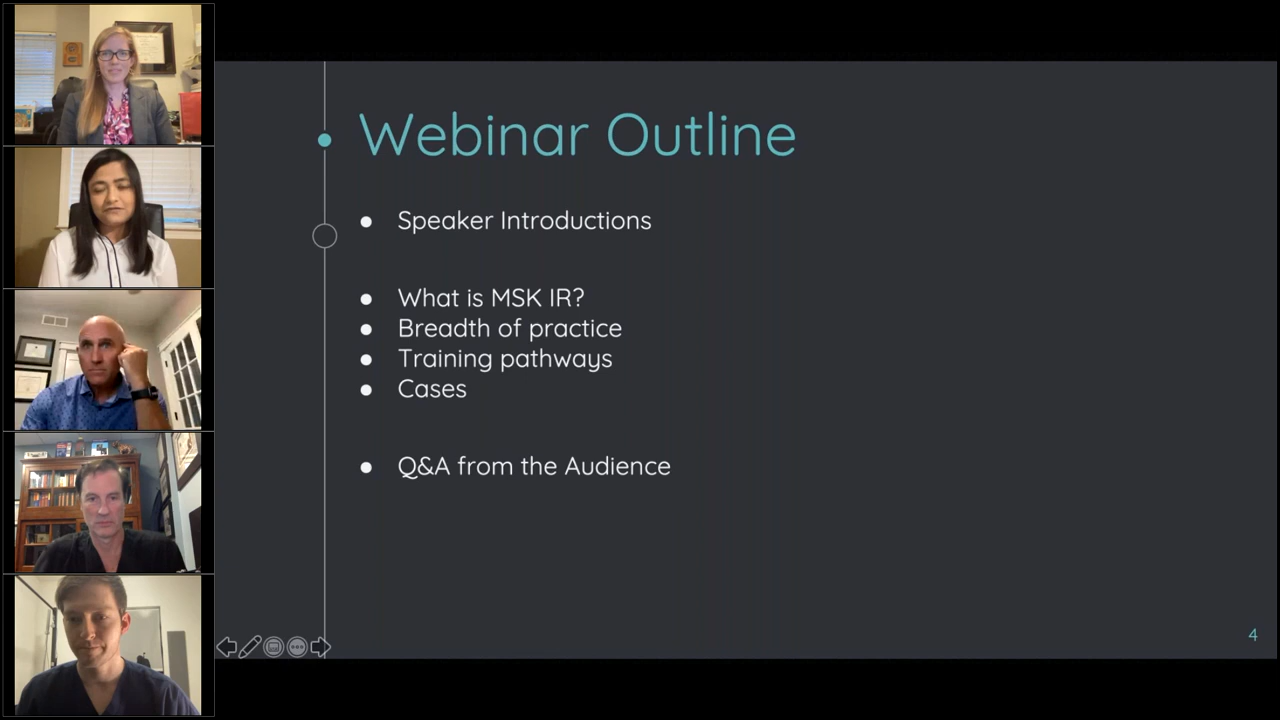 Webinar Outline
● Speaker Introductions
● What is MSK IR?
● Breadth of practice
● Training pathways
● Cases
● Q&A from the Audience
4